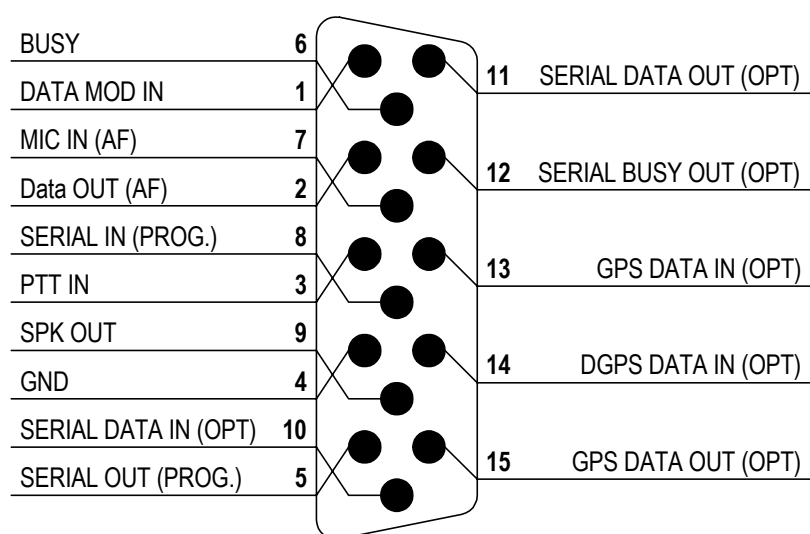 BUSY 6
11 SERIAL DATA OUT (OPT)
DATA MOD IN 1
MIC IN (AF) 7
12 SERIAL BUSY OUT (OPT)
Data OUT (AF) 2
SERIAL IN (PROG.) 8
13 GPS DATA IN (OPT)
PTT IN 3
SPK OUT 9
14 DGPS DATA IN (OPT)
GND 4
SERIAL DATA IN (OPT) 10
15 GPS DATA OUT (OPT)
SERIAL OUT (PROG.) 5